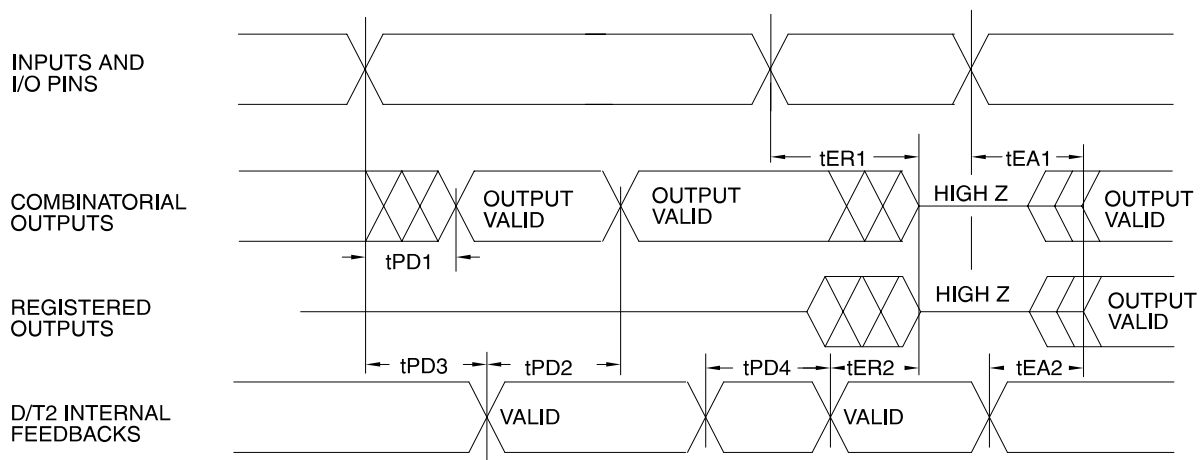 INPUTS AND
I/O PINS
tER1
tEA1
COMBINATORIAL
OUTPUTS
OUTPUT
VALID
OUTPUT
VALID
HIGH Z
OUTPUT
VALID
tPD1
REGISTERED
OUTPUTS
HIGH Z
OUTPUT
VALID
tPD3
tPD2
tPD4
tER2
tEA2
D/T2 INTERNAL
FEEDBACKS
VALID
VALID